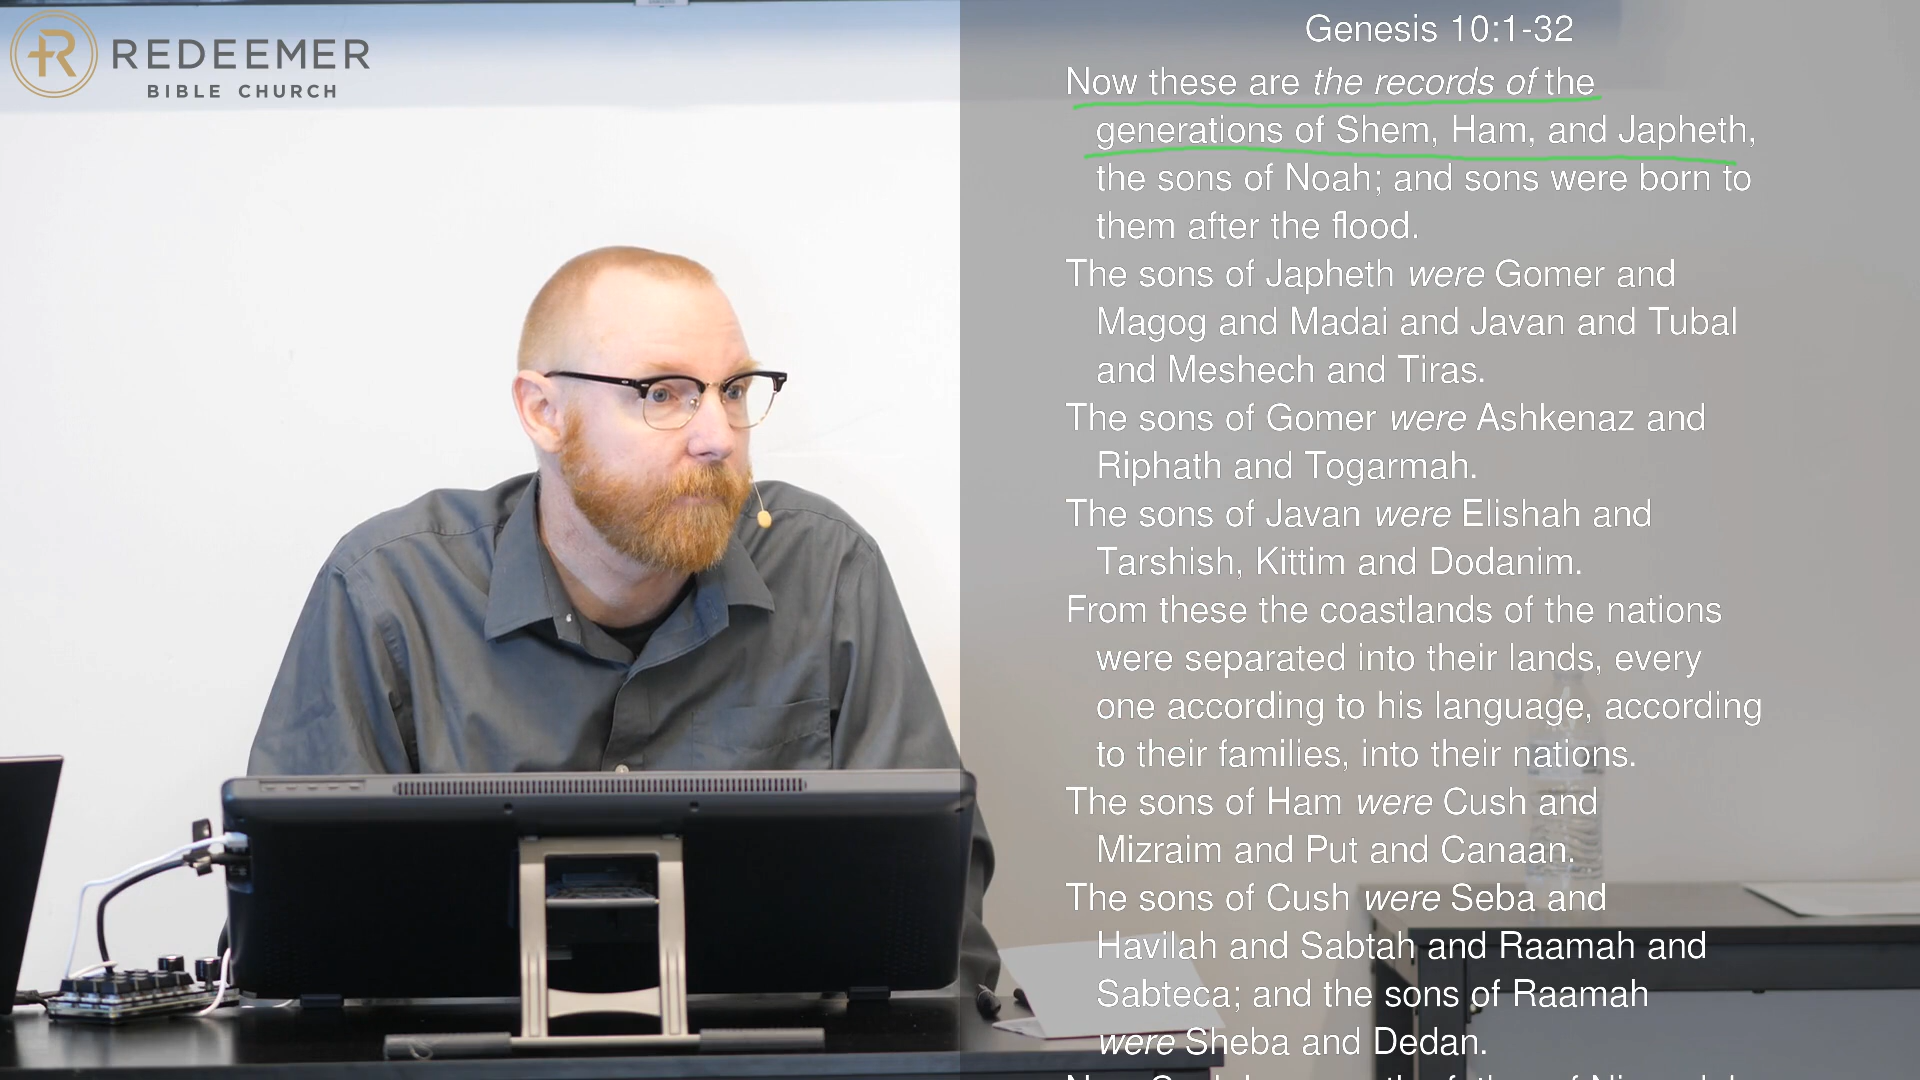 REDEEMER
BIBLE CHURCH
Genesis 10:1-32
Now these are the records of the
generations of Shem, Ham, and Japheth,
the sons of Noah; and sons were born to
them after the flood.
The sons of Japheth were Gomer and
Magog and Madai and Javan and Tubal
and Meshech and Tiras.
The sons of Gomer were Ashkenaz and
Riphath and Togarmah.
The sons of Javan were Elishah and
Tarshish, Kittim and Dodanim.
From these the coastlands of the nations
were separated into their lands, every
one according to his language, according
to their families, into their nations.
The sons of Ham were Cush and
Mizraim and Put and Canaan.
The sons of Cush were Seba and
Havilah and Sabtah and Raamah and
Sabteca; and the sons of Raamah
were Sheba and Dedan.